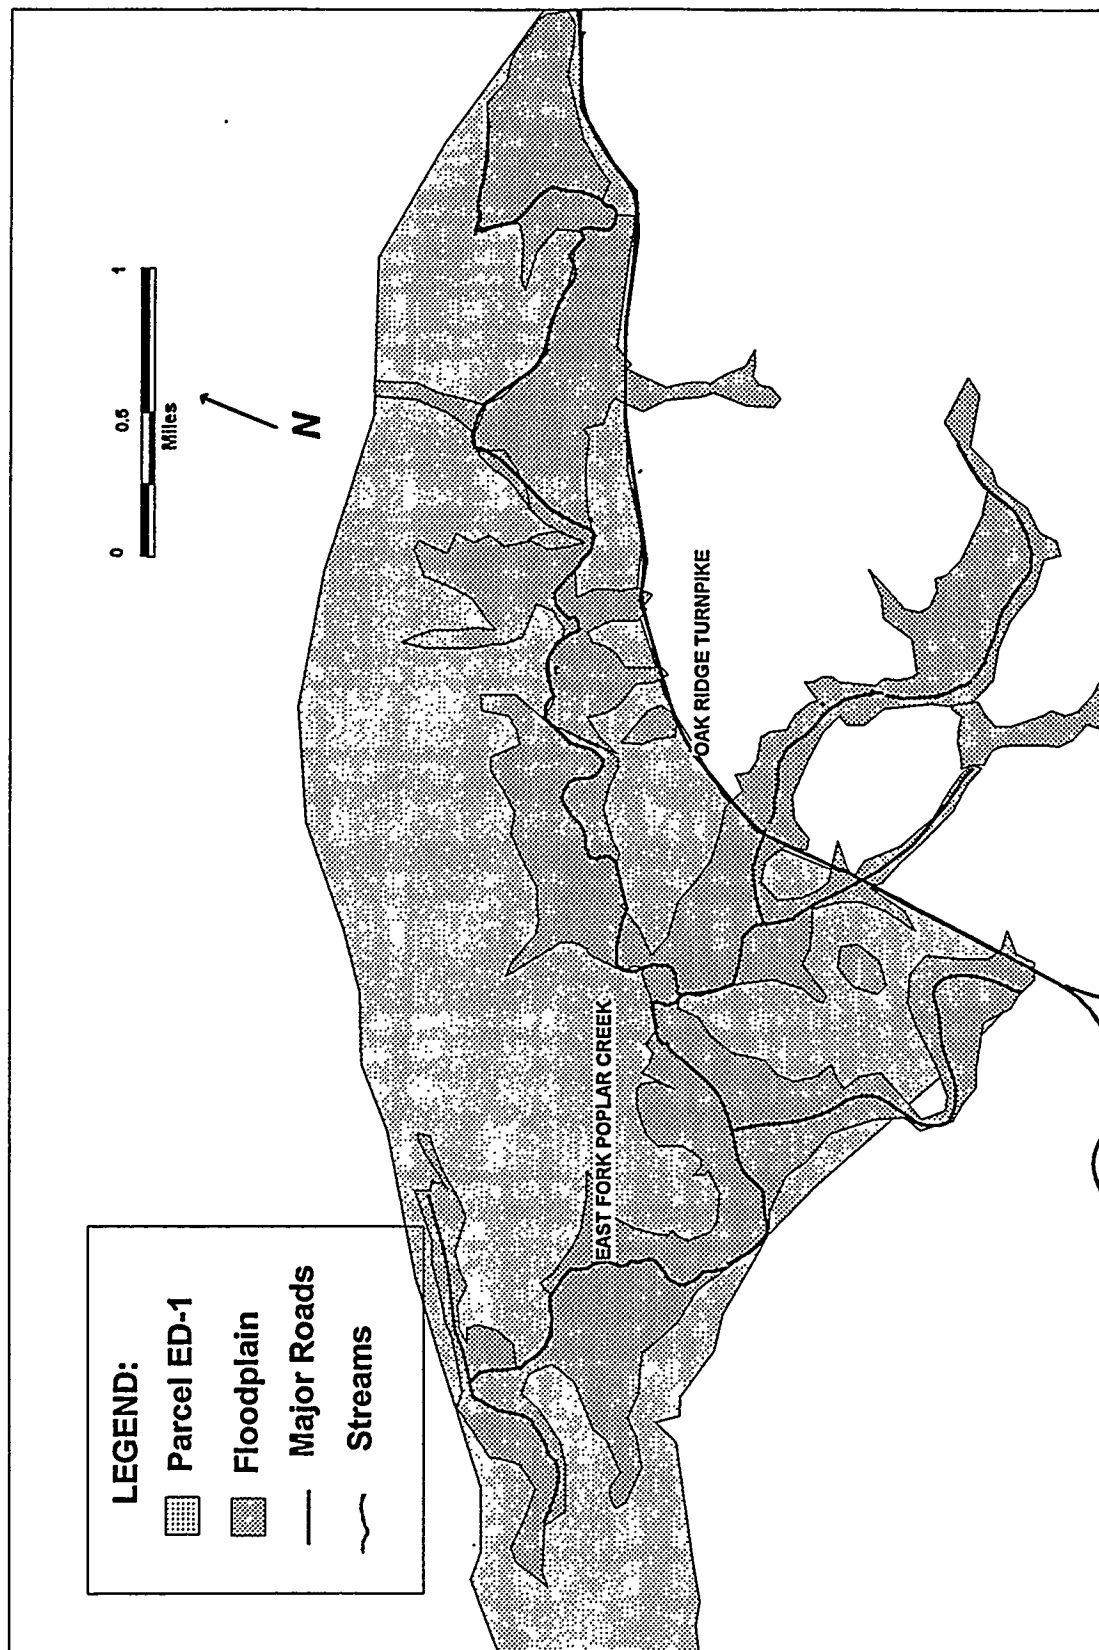 LEGEND:
Parcel ED-1
Floodplain
Major Roads
Streams
0 0.5 1
Miles
N
EAST FORK POPLAR CREEK
OAK RIDGE TURNPIKE